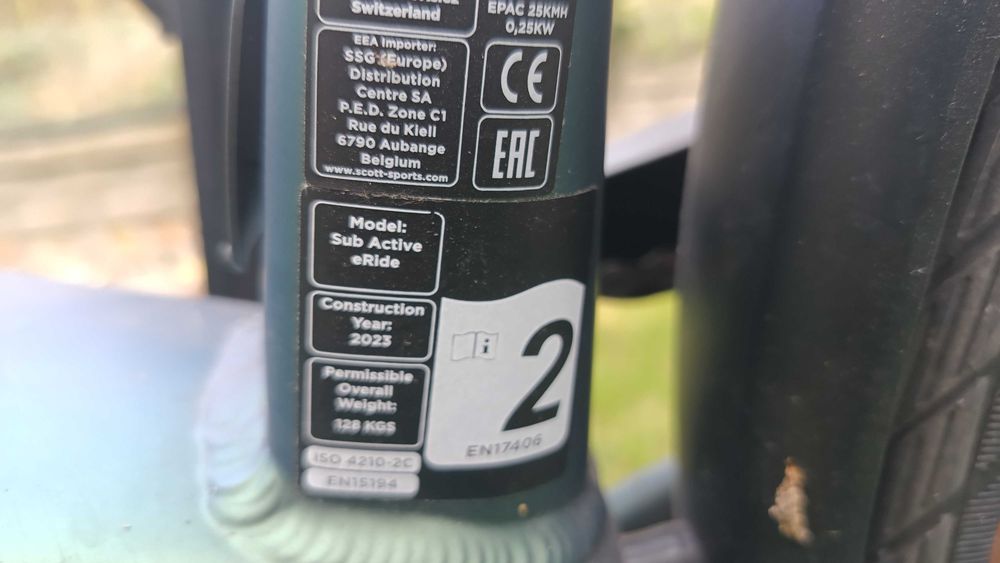 Switzerland
EPAC 25KMH
0,25KW
EEA Importer:
SSG (Europe)
Distribution
Centre SA
P.E.D. Zone C1
Rue du Kiell
6790 Aubange
Belgium
www.scott-sports.com
CE
EAC
Model:
Sub Active
eRide
Construction
Year:
2023
Permissible
Overall
Weight:
128 KGS
ISO 4210-2C
EN15194
i
2
EN17406